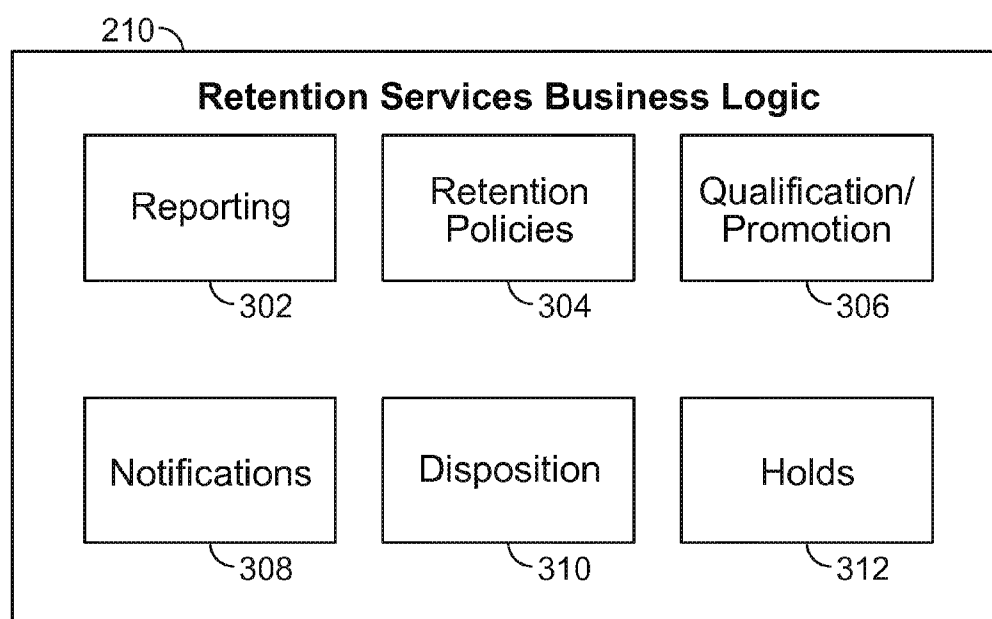 210
Retention Services Business Logic
Reporting
Retention
Policies
Qualification/
Promotion
302
304
306
Notifications
Disposition
Holds
308
310
312